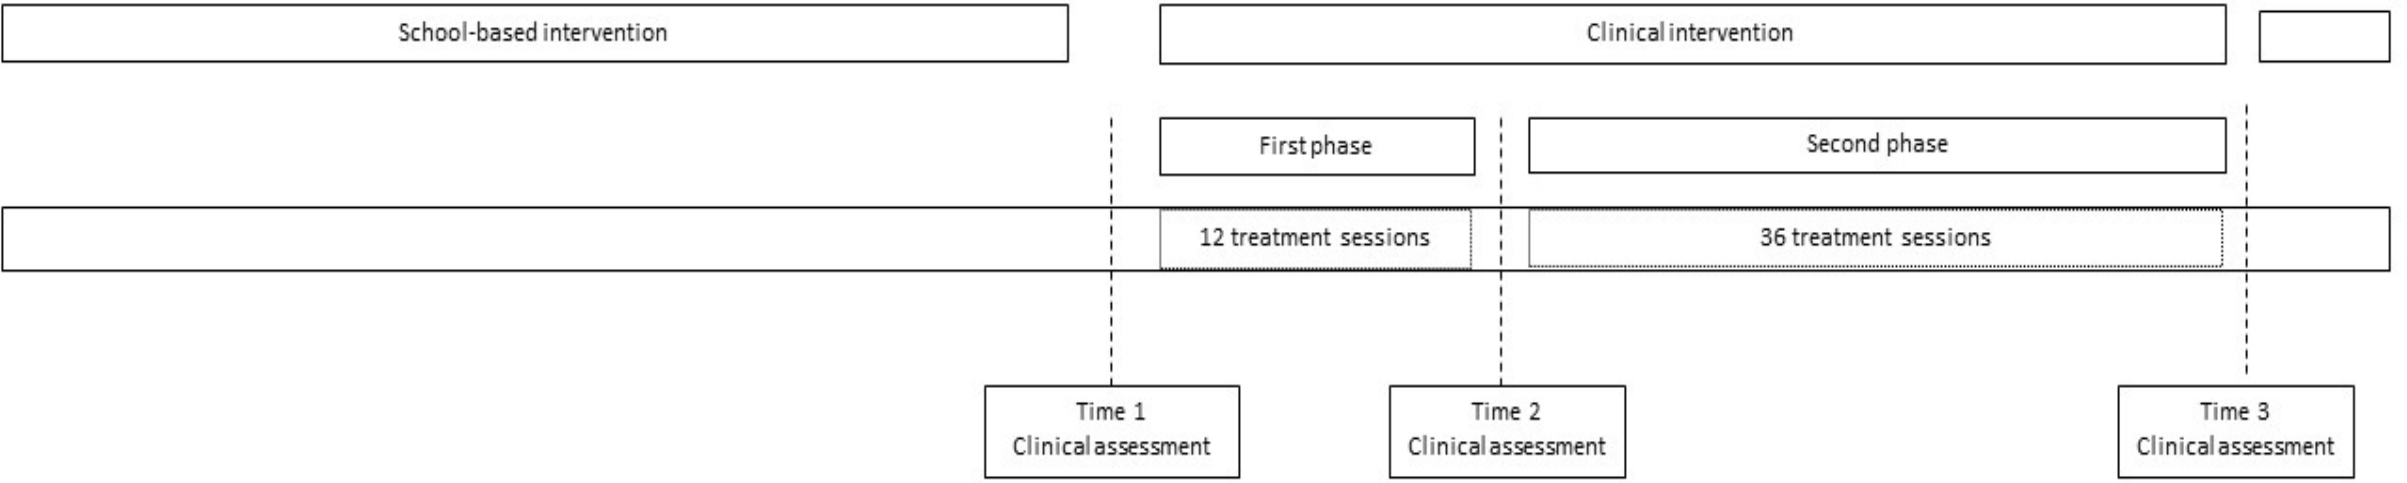 School-based intervention
Clinical intervention
First phase
Second phase
12 treatment sessions
36 treatment sessions
Time 1
Clinical assessment
Time 2
Clinical assessment
Time 3
Clinical assessment